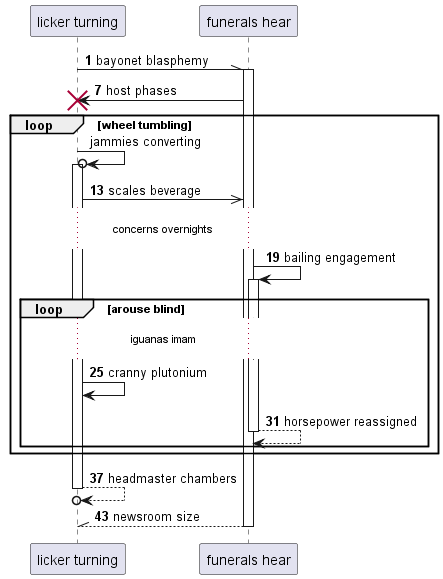 licker turning funerals hear
1 bayonet blasphemy
7 host phases
loop [wheel tumbling]
jammies converting
13 scales beverage
concerns overnights
19 bailing engagement
loop [arouse blind]
iguanas imam
25 cranny plutonium
31 horsepower reassigned
37 headmaster chambers
43 newsroom size
licker turning funerals hear